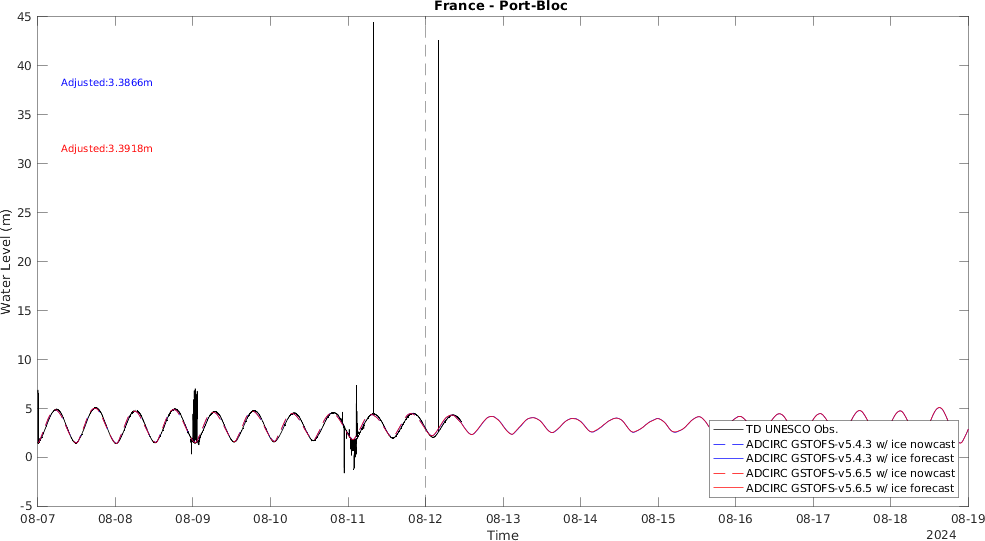 France - Port-Bloc
45
40
35
30
25
20
15
10
5
0
-5
Water Level (m)
Adjusted:3.3866m
Adjusted:3.3918m
TD UNESCO Obs.
ADCIRC GSTOFS-v5.4.3 w/ ice nowcast
ADCIRC GSTOFS-v5.4.3 w/ ice forecast
ADCIRC GSTOFS-v5.6.5 w/ ice nowcast
ADCIRC GSTOFS-v5.6.5 w/ ice forecast
08-07 08-08 08-09 08-10 08-11 08-12 08-13 08-14 08-15 08-16 08-17 08-18 08-19
Time
2024